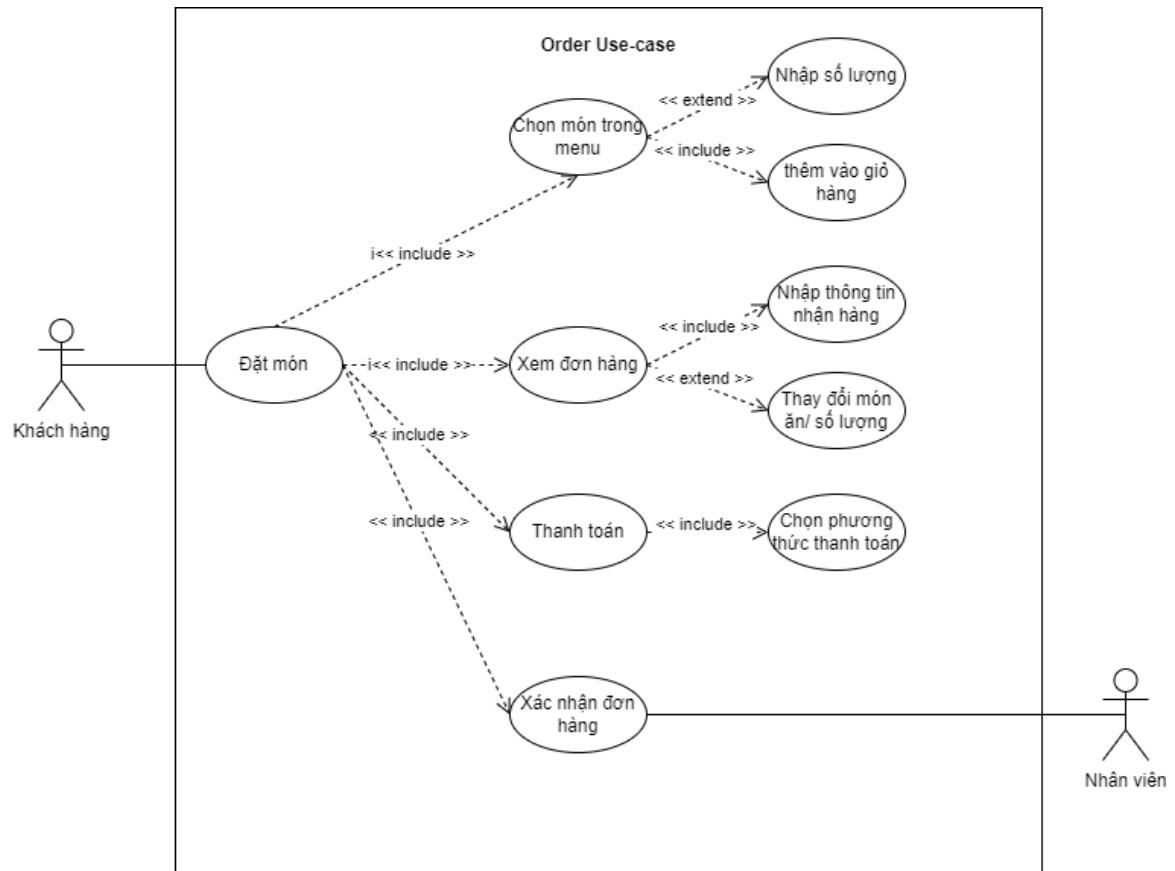 Order Use-case
Nhập số lượng
<< extend >>
Chọn món trong
menu
<< include >>
thêm vào giỏ
hàng
i<< include >>
Nhập thông tin
nhận hàng
<< include >>
Đặt món
i<< include >>
Xem đơn hàng
<< extend >>
Thay đổi món
ăn/ số lượng
Khách hàng
<< include >>
<< include >>
Thanh toán
<< include >>
Chọn phương
thức thanh toán
Xác nhận đơn
hàng
Nhân viên